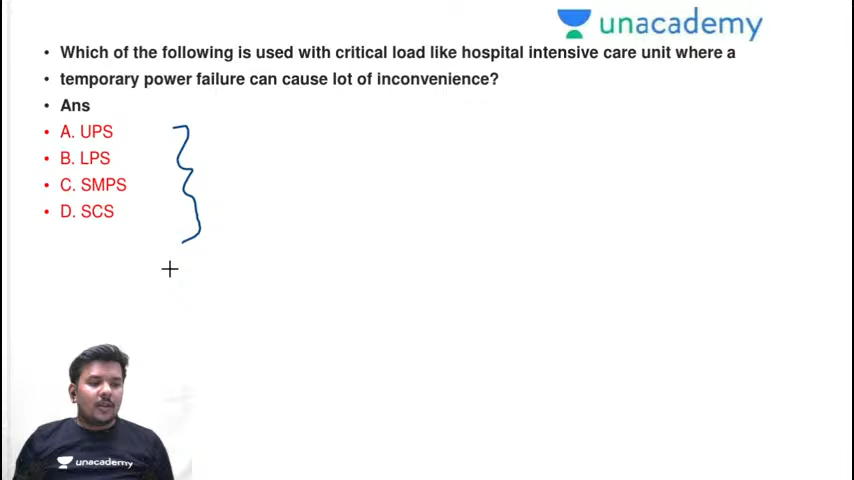 unacademy
• Which of the following is used with critical load like hospital intensive care unit where a
• temporary power failure can cause lot of inconvenience?
• Ans
• A. UPS
• B. LPS
• C. SMPS
• D. SCS
unacademy